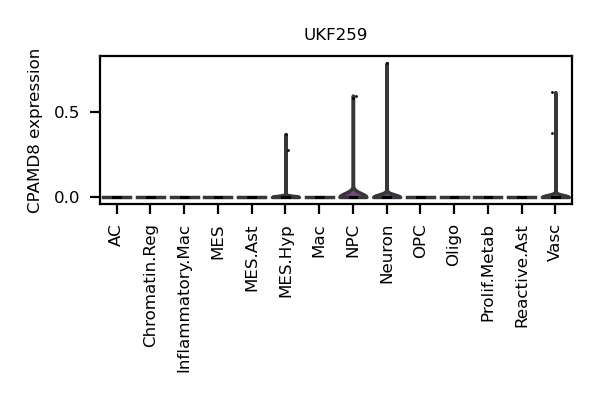 UKF259
CPAMD8 expression
0.5
0.0
AC
Chromatin.Reg
Inflammatory.Mac
MES
MES.Ast
MES.Hyp
Mac
NPC
Neuron
OPC
Oligo
Prolif.Metab
Reactive.Ast
Vasc